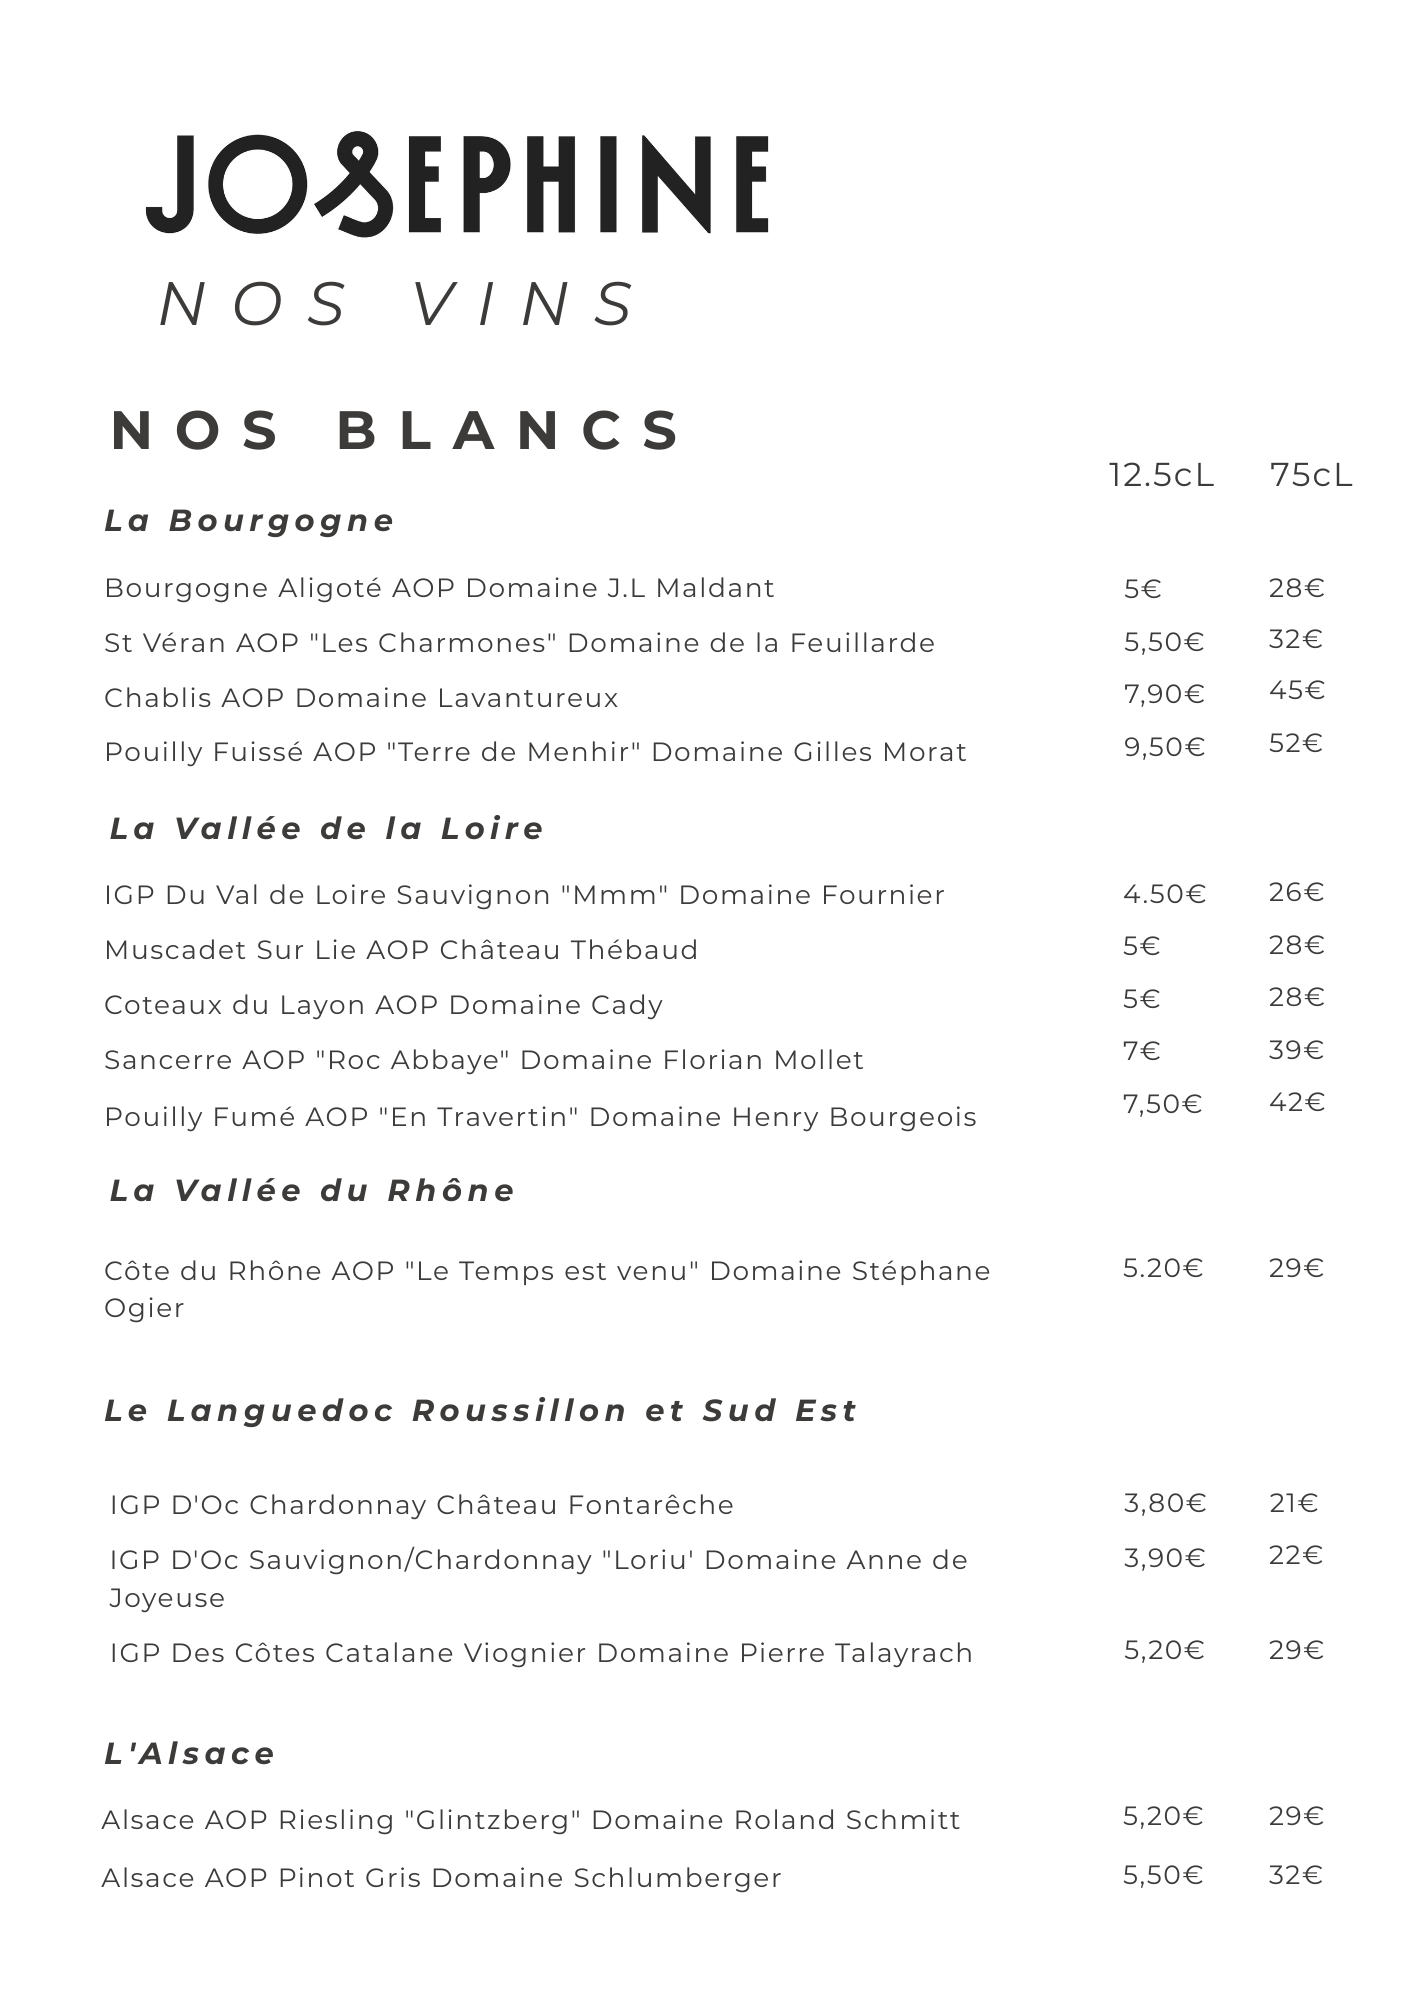 JOSEPHINE
NOS VINS
NOS BLANCS
12.5cL 75cL
La Bourgogne
Bourgogne Aligoté AOP Domaine J.L Maldant 5€ 28€
St Véran AOP "Les Charmones" Domaine de la Feuillarde 5,50€ 32€
Chablis AOP Domaine Lavantureux 7,90€ 45€
Pouilly Fuissé AOP "Terre de Menhir" Domaine Gilles Morat 9,50€ 52€
La Vallée de la Loire
IGP Du Val de Loire Sauvignon "Mmm" Domaine Fournier 4.50€ 26€
Muscadet Sur Lie AOP Château Thébaud 5€ 28€
Coteaux du Layon AOP Domaine Cady 5€ 28€
Sancerre AOP "Roc Abbaye" Domaine Florian Mollet 7€ 39€
Pouilly Fumé AOP "En Travertin" Domaine Henry Bourgeois 7,50€ 42€
La Vallée du Rhône
Côte du Rhône AOP "Le Temps est venu" Domaine Stéphane 5.20€ 29€
Ogier
Le Languedoc Roussillon et Sud Est
IGP D'Oc Chardonnay Château Fontarêche 3,80€ 21€
IGP D'Oc Sauvignon/Chardonnay "Loriu' Domaine Anne de 3,90€ 22€
Joyeuse
IGP Des Côtes Catalane Viognier Domaine Pierre Talayrach 5,20€ 29€
L'Alsace
Alsace AOP Riesling "Glintzberg" Domaine Roland Schmitt 5,20€ 29€
Alsace AOP Pinot Gris Domaine Schlumberger 5,50€ 32€